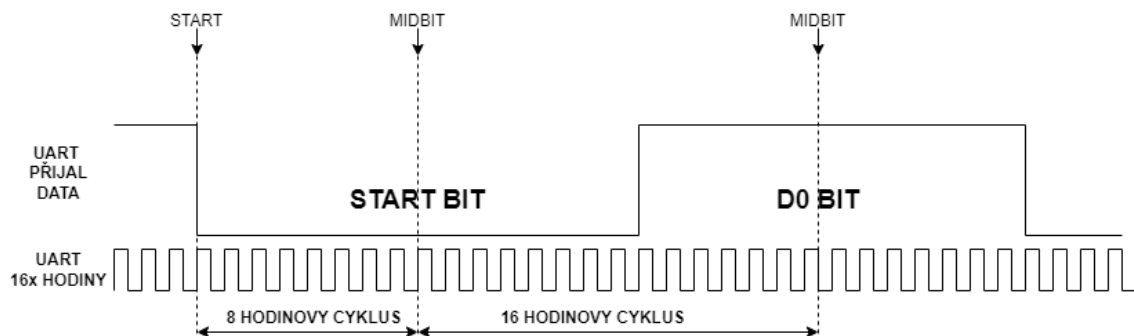 START
MIDBIT
MIDBIT
UART
PŘIJAL
DATA
START BIT
D0 BIT
UART
16x HODINY
8 HODINOVY CYKLUS
16 HODINOVY CYKLUS